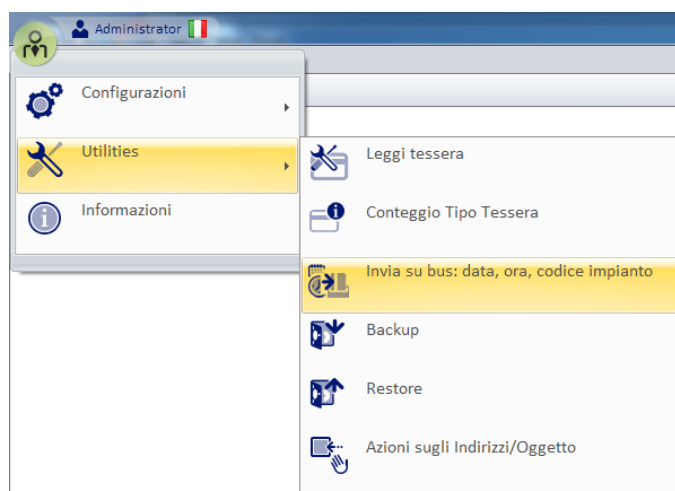 Administrator
Configurazioni
Utilities
Informazioni
Leggi tessera
Conteggio Tipo Tessera
Invia su bus: data, ora, codice impianto
Backup
Restore
Azioni sugli Indirizzi/Oggetto